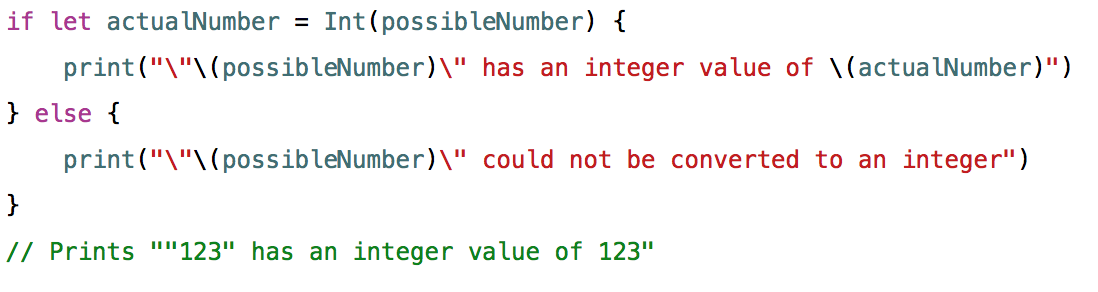 if let actualNumber = Int(possibleNumber) {
    print("\"\(possibleNumber)\" has an integer value of \(actualNumber)")
} else {
    print("\"\(possibleNumber)\" could not be converted to an integer")
}
// Prints ""123" has an integer value of 123"